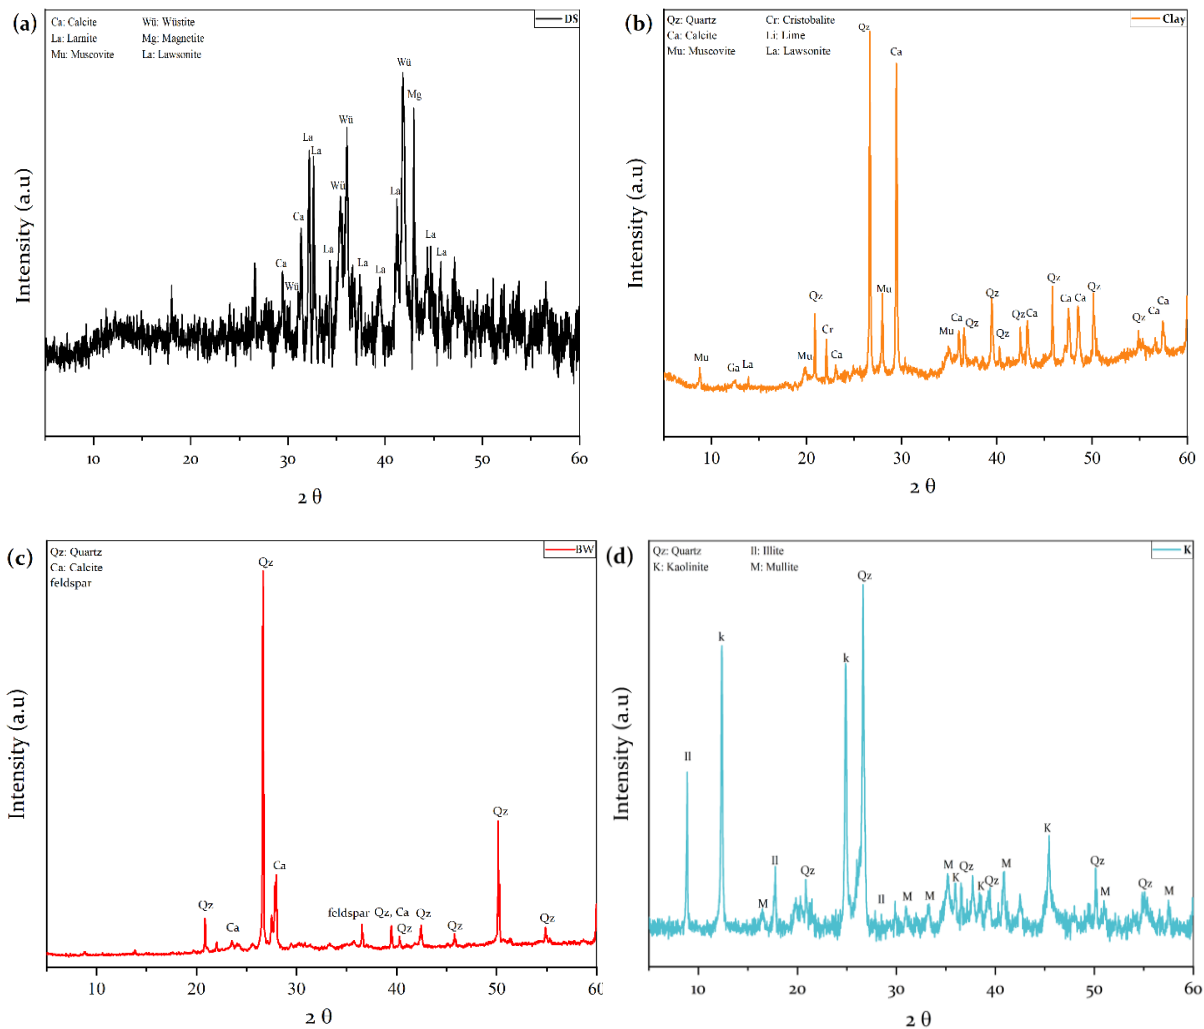 (a)
Ca: Calcite Wü: Wüstite
La: Larnite Mg: Magnetite
Mu: Muscovite La: Lawsonite
DS
Wü
Mg
Wü
La
La
Wü
La
Ca
La
Ca
Wü
La
La
La
Intensity (a.u)
10 20 30 40 50 60
2 θ
(b)
Qz: Quartz Cr: Cristobalite
Ca: Calcite Li: Lime
Mu: Muscovite La: Lawsonite
Clay
Qz
Ca
Qz
Mu
Cr
Mu
Ga
La
Mu
Ca
Mu
Ca
Qz
Qz
Qz
Qz
Ca
Qz
Ca
Ca
Qz
Qz
Ca
Ca
Intensity (a.u)
10 20 30 40 50 60
2 θ
(c)
Qz: Quartz
Ca: Calcite
feldspar
BW
Qz
Qz
Ca
Qz
Ca
feldspar
Qz, Ca
Qz
Qz
Qz
Qz
Intensity (a.u)
10 20 30 40 50 60
2 θ
(d)
Qz: Quartz Il: Illite
K: Kaolinite M: Mullite
K
Qz
k
k
Il
K
Il
Qz
M
Il
M
M
M
K
Qz
K
Qz
M
Qz
M
Qz
M
Intensity (a.u)
10 20 30 40 50 60
2 θ